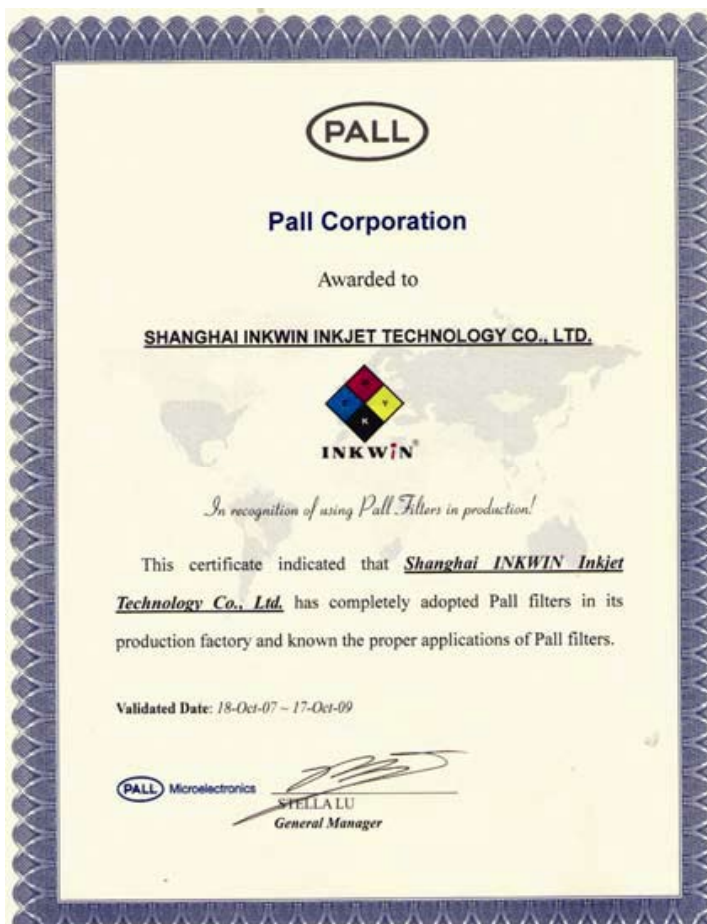 PALL
Pall Corporation
Awarded to
SHANGHAI INKWIN INKJET TECHNOLOGY CO., LTD.
Y
K
INKWiN®
In recognition of using Pall Filters in production!
This certificate indicated that Shanghai INKWIN Inkjet
Technology Co., Ltd. has completely adopted Pall filters in its
production factory and known the proper applications of Pall filters.
Validated Date: 18-Oct-07 ~ 17-Oct-09
PALL Microelectronics
STELLA LU
General Manager